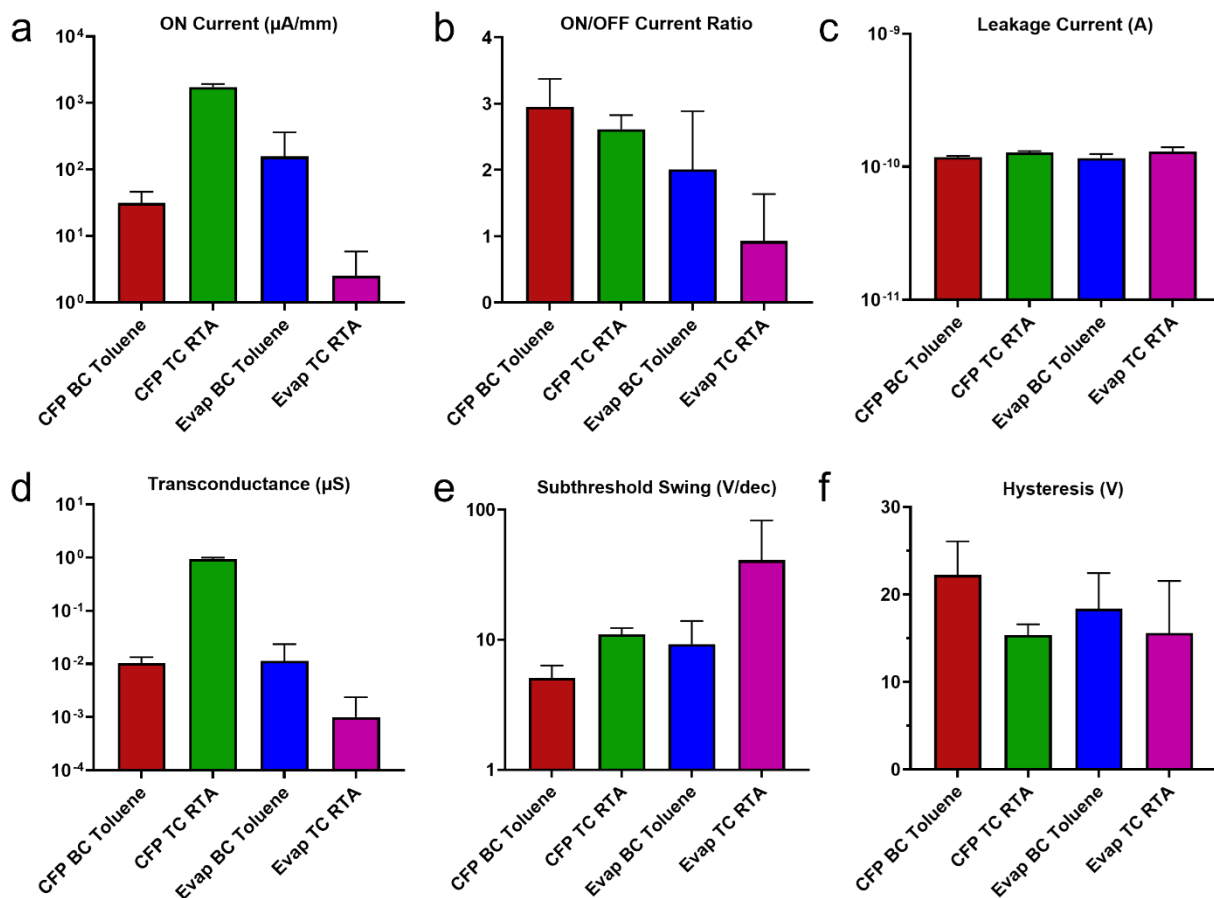 a
ON Current (µA/mm)
10⁴
10³
10²
10¹
10⁰
CFP BC Toluene
CFP TC RTA
Evap BC Toluene
Evap TC RTA
b
ON/OFF Current Ratio
4
3
2
1
0
CFP BC Toluene
CFP TC RTA
Evap BC Toluene
Evap TC RTA
c
Leakage Current (A)
10⁻⁹
10⁻¹⁰
10⁻¹¹
CFP BC Toluene
CFP TC RTA
Evap BC Toluene
Evap TC RTA
d
Transconductance (µS)
10¹
10⁰
10⁻¹
10⁻²
10⁻³
10⁻⁴
CFP BC Toluene
CFP TC RTA
Evap BC Toluene
Evap TC RTA
e
Subthreshold Swing (V/dec)
100
10
1
CFP BC Toluene
CFP TC RTA
Evap BC Toluene
Evap TC RTA
f
Hysteresis (V)
30
20
10
0
CFP BC Toluene
CFP TC RTA
Evap BC Toluene
Evap TC RTA